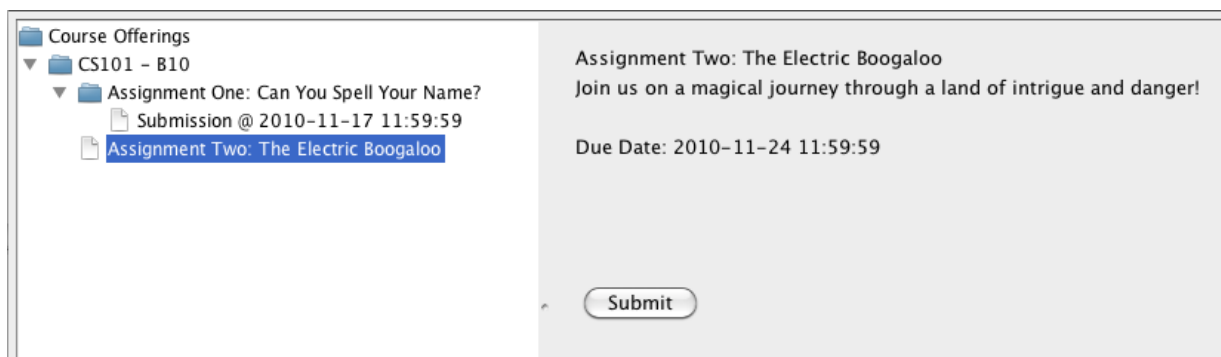 Course Offerings
CS101 – B10
Assignment One: Can You Spell Your Name?
Submission @ 2010–11–17 11:59:59
Assignment Two: The Electric Boogaloo
Assignment Two: The Electric Boogaloo
Join us on a magical journey through a land of intrigue and danger!
Due Date: 2010–11–24 11:59:59
Submit